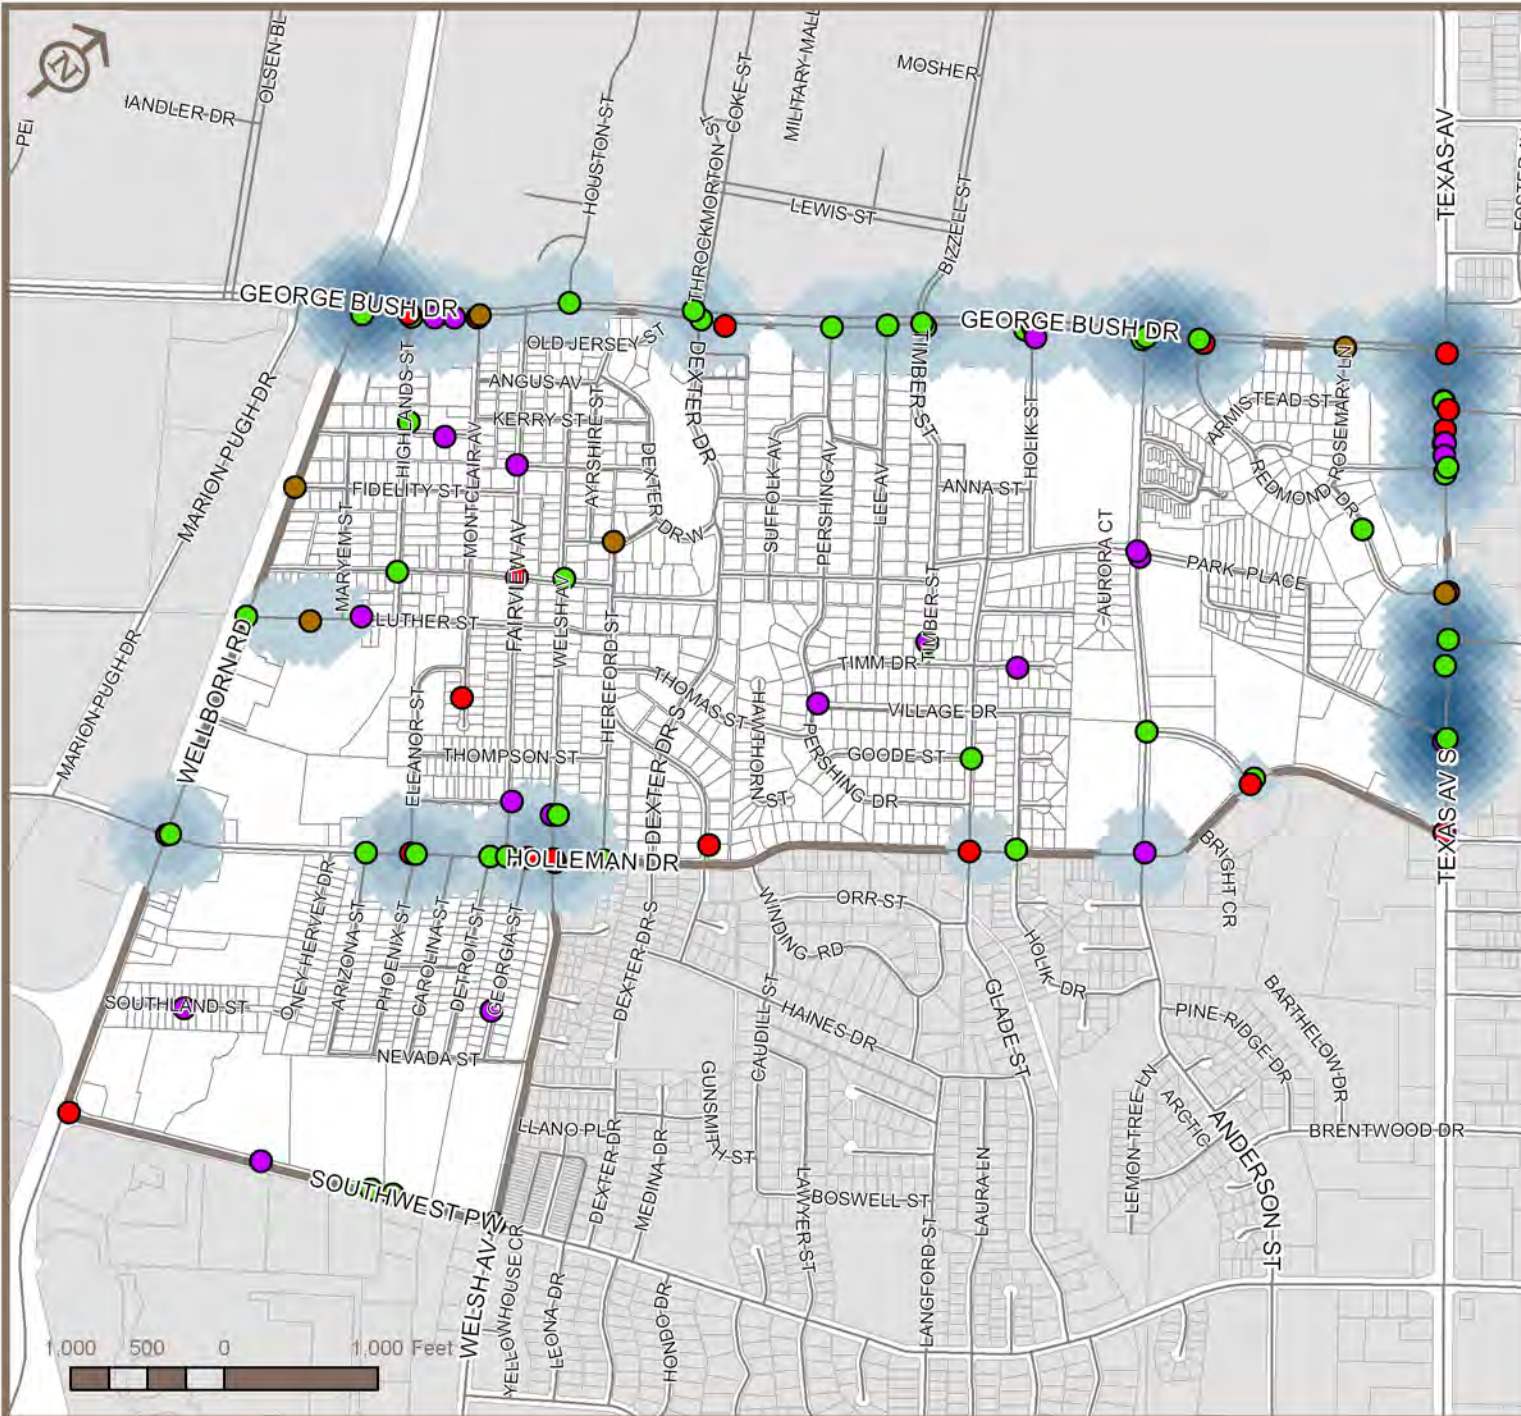 N
OLSEN-BL
MILITARY-MALL
COKE-ST
MOSHER
PEI
HANDLER-DR
HOUSTON-ST
THROCKMORTON-ST
LEWIS-ST
BIZZELL-ST
TEXAS-AV
GEORGE BUSH DR
GEORGE BUSH DR
OLD-JERSEY-ST
ANGUS-AV
KERRY-ST
HIGHLANDS-ST
MONTCLAIR-AV
AYRSHIRE-ST
DEXTER-DR
TIMBER-ST
ARMISTEAD-ST
ROSEMARY-LN
MARION-PUGH-DR
FIDELITY-ST
MARYEM-ST
DEXTER-DR-W
SUFFOLK-AV
PERSHING-AV
LEE-AV
ANNA-ST
HOLIK-ST
REDMOND-DR
FAIRVIEW-AV
WELSH-AV
AURORA-CT
PARK-PLACE
LUTHER-ST
HEREFORD-ST
TIMBER-ST
TIMM-DR
MARION-PUGH-DR
WELLBORN-RD
ELEANOR-ST
THOMAS-ST
HAWTHORN-ST
VILLAGE-DR
THOMPSON-ST
DEXTER-DR-S
PERSHING-DR
GOODE-ST
TEXAS-AV-S
HOLLEMAN DR
BRIGHT-CR
ORR-ST
WINDING-RD
ONEY-HERVEY-DR
ARIZONA-ST
PHOENIX-ST
CAROLINA-ST
DETROIT-ST
GEORGIA-ST
DEXTER-DR-S
HOLIK-DR
SOUTHLAND-ST
CAUDILL-ST
HAINES-DR
GLADE-ST
PINE-RIDGE-DR
BARTHELOW-DR
NEVADA-ST
GUNSMITH-ST
LEMON-TREE-LN
ARCTIC
LLANO-PL
DEXTER-DR
MEDINA-DR
LAWYER-ST
BOSWELL-ST
LAURA-LN
ANDERSON-ST
BRENTWOOD-DR
SOUTHWEST-PW
LANGFORD-ST
WELSH-AV
YELLOWHOUSE-CR
LEONA-DR
HONDO-DR
1,000 500 0 1,000 Feet